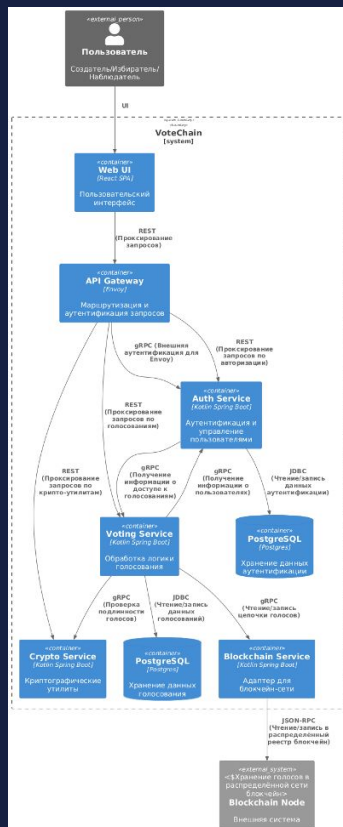 «external_person»
Пользователь
Создатель/Избиратель/
Наблюдатель
UI
VoteChain
[system]
«container»
Web UI
[React SPA]
Пользовательский
интерфейс
REST
(Проксирование
запросов)
«container»
API Gateway
[Envoy]
Маршрутизация и
аутентификация запросов
gRPC (Внешняя
аутентификация для
Envoy)
REST
(Проксирование
запросов по
авторизации)
REST
(Проксирование
запросов по
голосованиям)
«container»
Auth Service
[Kotlin Spring Boot]
Аутентификация и
управление
пользователями
REST
(Проксирование
запросов по
крипто-утилитам)
gRPC
(Получение
информации о
доступе к
голосованиям)
gRPC
(Получение
информации о
пользователях)
JDBC
(Чтение/запись
данных
аутентификации)
«container»
Voting Service
[Kotlin Spring Boot]
Обработка логики
голосования
«container»
PostgreSQL
[Postgres]
Хранение данных
аутентификации
gRPC
(Проверка
подлинности
голосов)
JDBC
(Чтение/запись
данных
голосований)
gRPC
(Чтение/запись
цепочки голосов)
«container»
Crypto Service
[Kotlin Spring Boot]
Криптографические
утилиты
«container»
PostgreSQL
[Postgres]
Хранение данных
голосования
«container»
Blockchain Service
[Kotlin Spring Boot]
Адаптер для
блокчейн-сети
JSON-RPC
(Чтение/запись в
распределённый
реестр блокчейн)
«external_system»
<$Хранение голосов в
распределённой сети
блокчейн>
Blockchain Node
Внешняя система